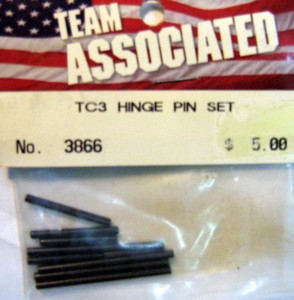 TEAM
ASSOCIATED
TC3 HINGE PIN SET
No. 3866 $ 5.00